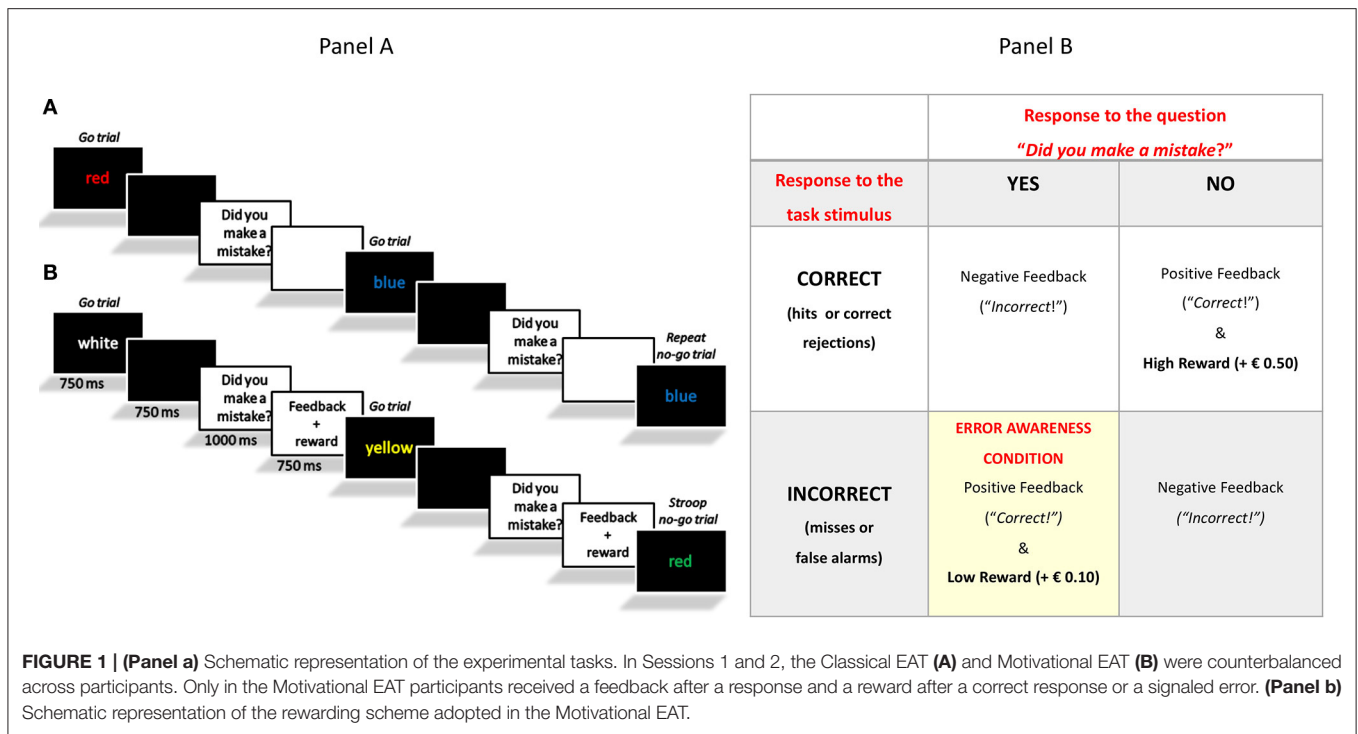 Panel A
A
Go trial
red
Did you
make a
mistake?
Go trial
blue
Did you
make a
mistake?
Repeat
no-go trial
blue
B
Go trial
white
750 ms
750 ms
Did you
make a
mistake?
1000 ms
Feedback
+
reward
750 ms
Go trial
yellow
Did you
make a
mistake?
Feedback
+
reward
Stroop
no-go trial
red
Panel B
Response to the question
“Did you make a mistake?”
Response to the
task stimulus
YES
NO
CORRECT
(hits or correct
rejections)
Negative Feedback
(“Incorrect!”)
Positive Feedback
(“Correct!”)
&
High Reward (+ € 0.50)
INCORRECT
(misses or
false alarms)
ERROR AWARENESS
CONDITION
Positive Feedback
(“Correct!”)
&
Low Reward (+ € 0.10)
Negative Feedback
(“Incorrect!”)
FIGURE 1 | (Panel a) Schematic representation of the experimental tasks. In Sessions 1 and 2, the Classical EAT (A) and Motivational EAT (B) were counterbalanced
across participants. Only in the Motivational EAT participants received a feedback after a response and a reward after a correct response or a signaled error. (Panel b)
Schematic representation of the rewarding scheme adopted in the Motivational EAT.